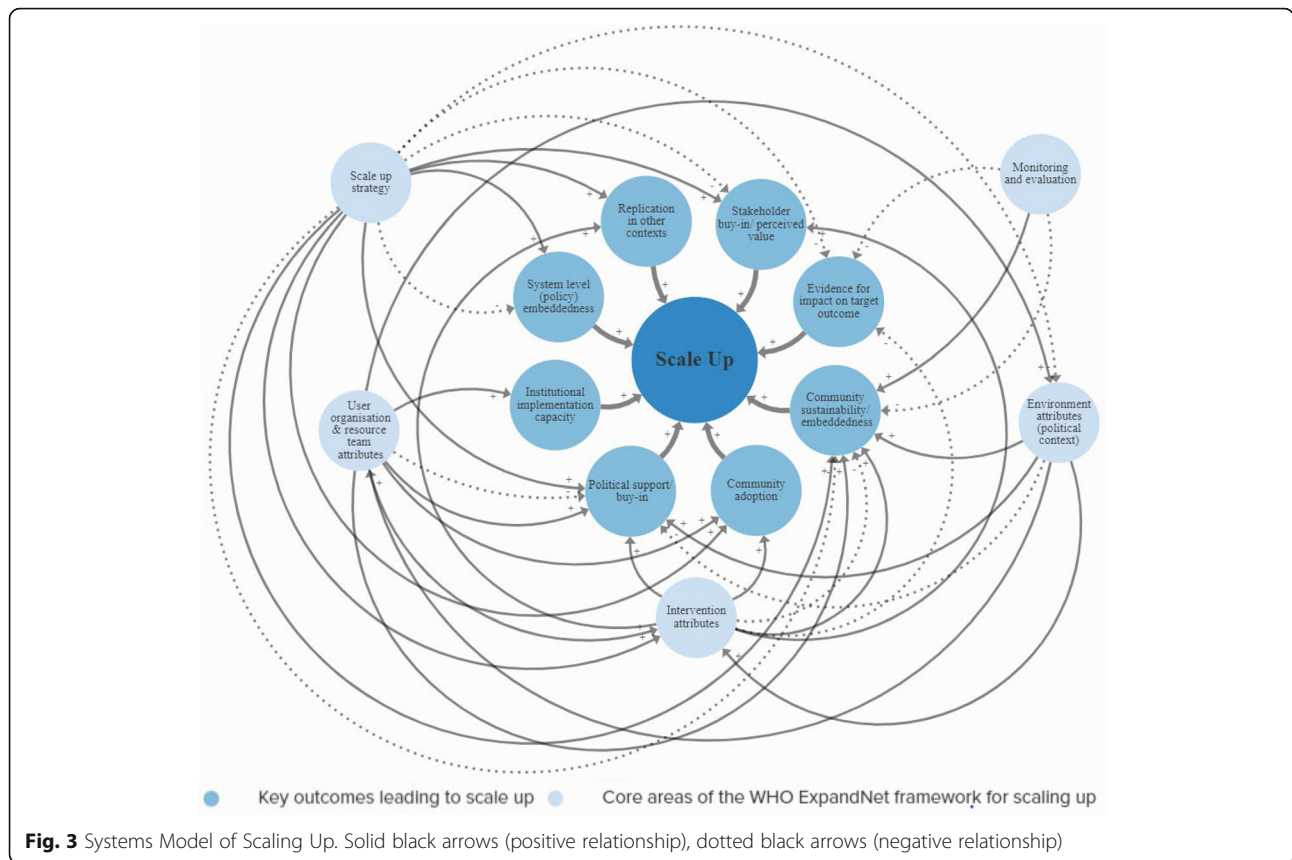 Scale up
strategy
Monitoring
and evaluation
Replication
in other
contexts
Stakeholder
buy-in/ perceived
value
System level
(policy)
embeddedness
Evidence for
impact on target
outcome
Scale Up
Institutional
implementation
capacity
Community
sustainability/
embeddedness
User
organisation
& resource
team
attributes
Environment
attributes
(political
context)
Political support/
buy-in
Community
adoption
Intervention
attributes
Key outcomes leading to scale up
Core areas of the WHO ExpandNet framework for scaling up
Fig. 3 Systems Model of Scaling Up. Solid black arrows (positive relationship), dotted black arrows (negative relationship)